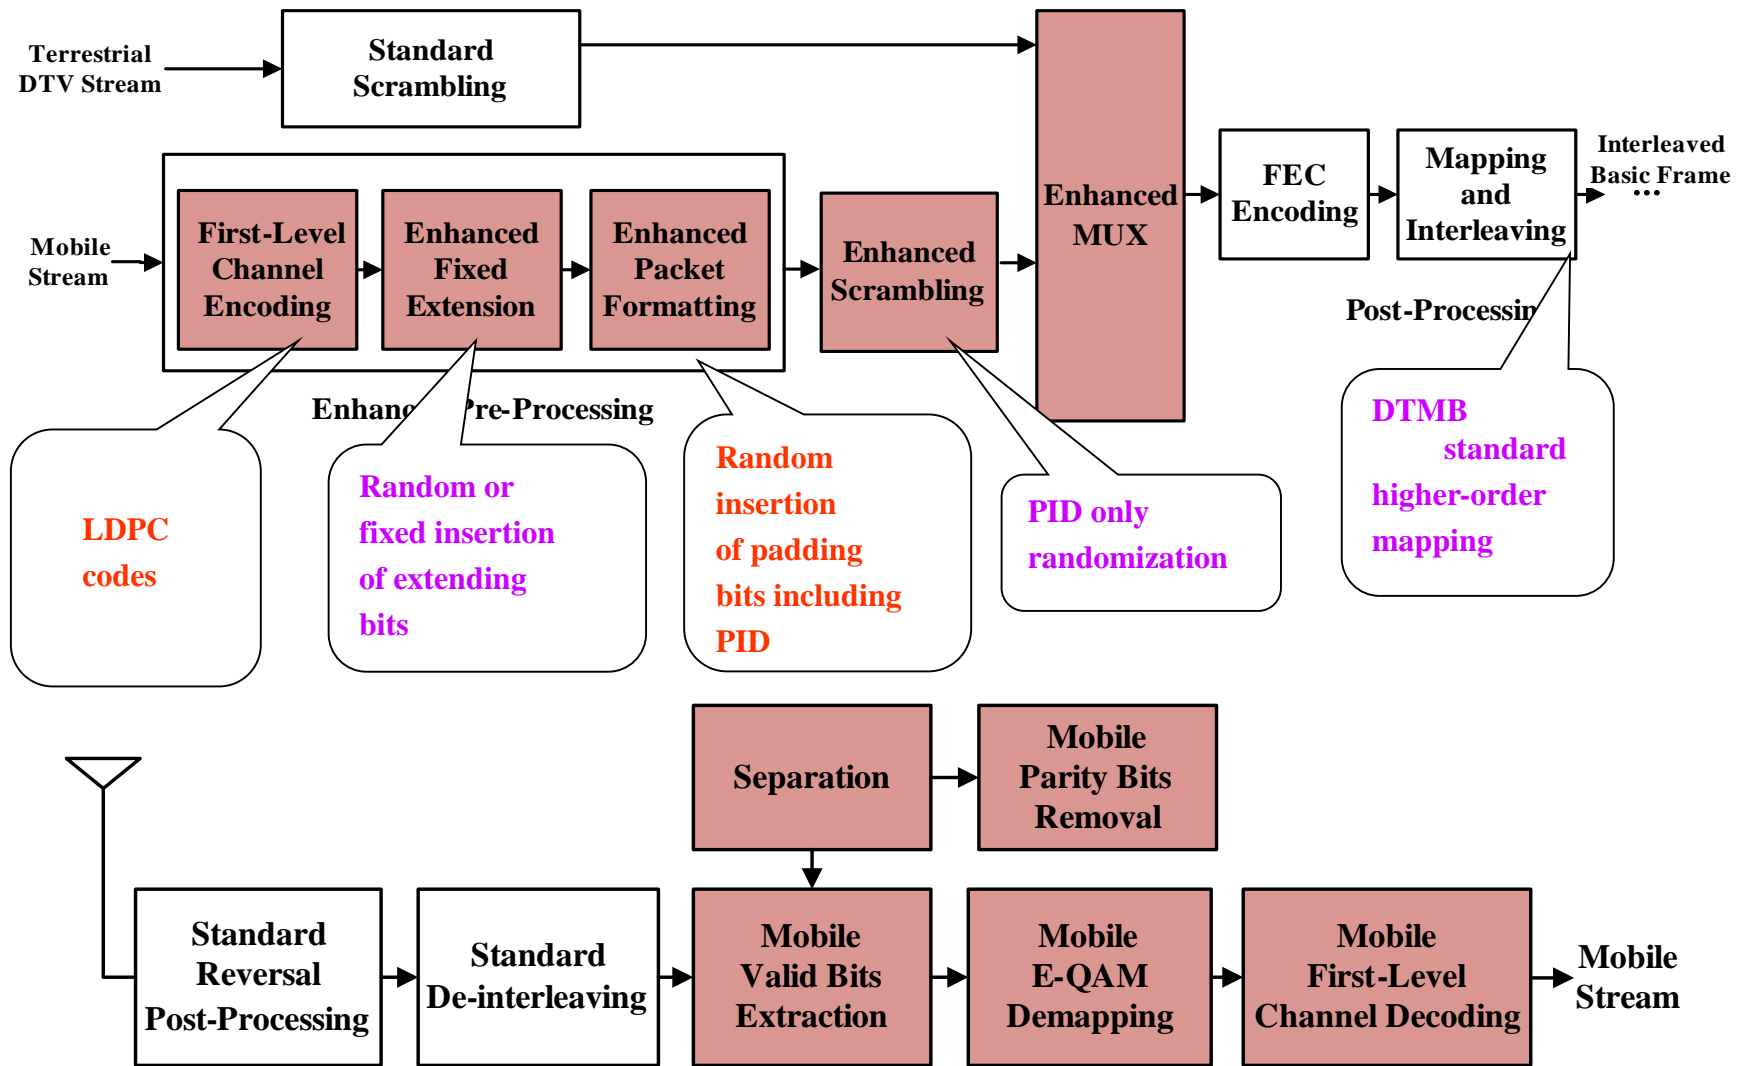 Terrestrial
DTV Stream
Standard
Scrambling
Mobile
Stream
First-Level
Channel
Encoding
Enhanced
Fixed
Extension
Enhanced
Packet
Formatting
Enhanced
Scrambling
Enhanced
MUX
FEC
Encoding
Mapping
and
Interleaving
Interleaved
Basic Frame
...
Post-Processin
Enhanc Pre-Processing
LDPC
codes
Random or
fixed insertion
of extending
bits
Random
insertion
of padding
bits including
PID
PID only
randomization
DTMB
standard
higher-order
mapping
Separation
Mobile
Parity Bits
Removal
Standard
Reversal
Post-Processing
Standard
De-interleaving
Mobile
Valid Bits
Extraction
Mobile
E-QAM
Demapping
Mobile
First-Level
Channel Decoding
Mobile
Stream